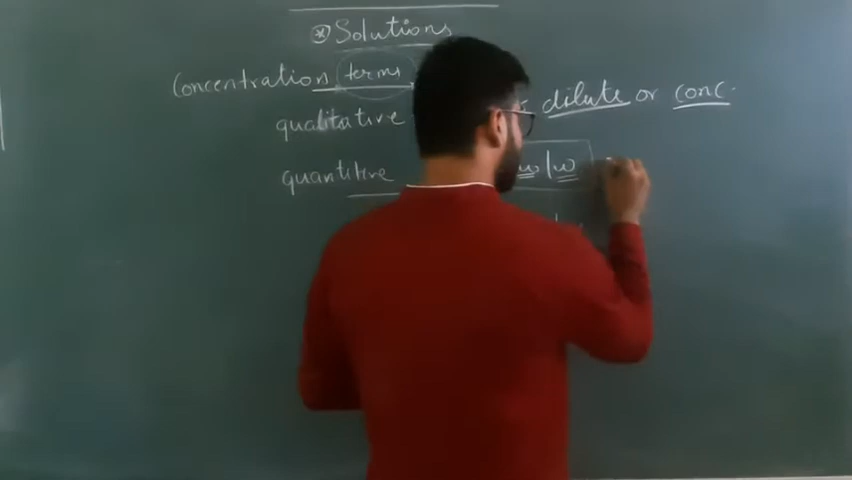 * Solutions
Concentration terms
qualitative dilute or conc.
quantitive w/w